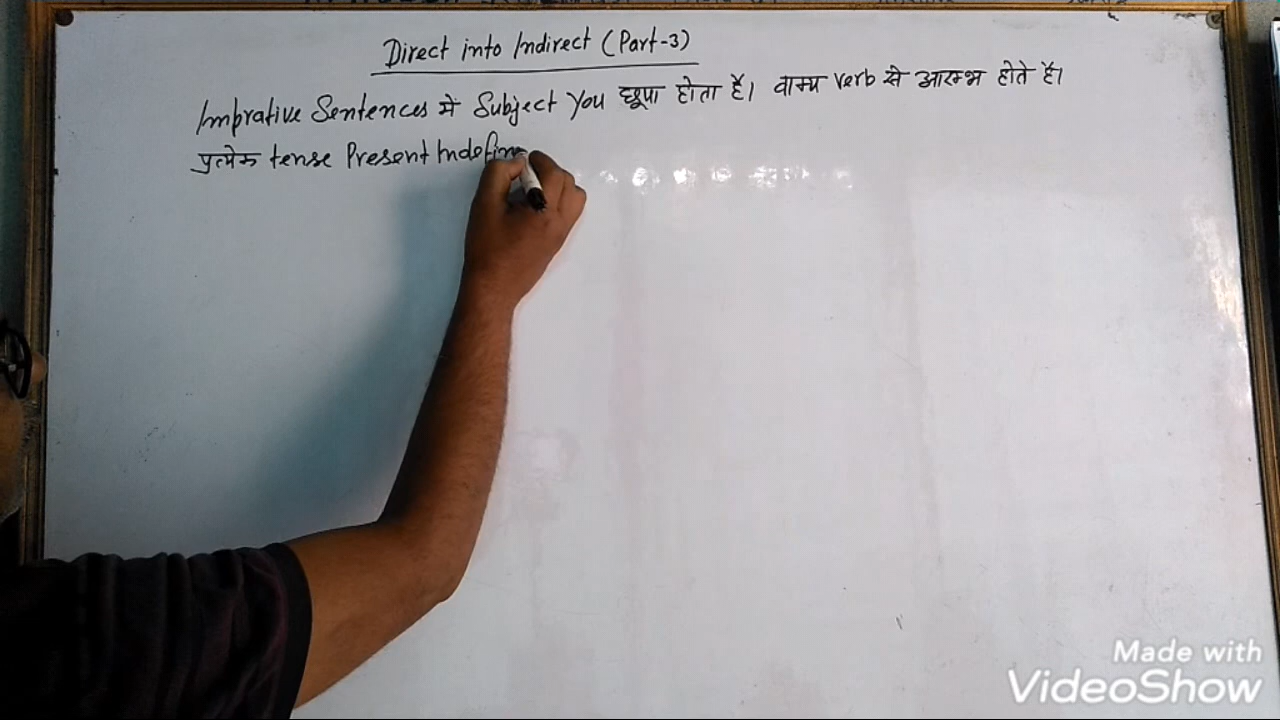 Direct into Indirect (Part-3)
Imprative Sentences में Subject You छूपा होता है। वाक्य verb से आरम्भ होते हैं।
प्रत्येक tense Present Indefin
Made with
VideoShow